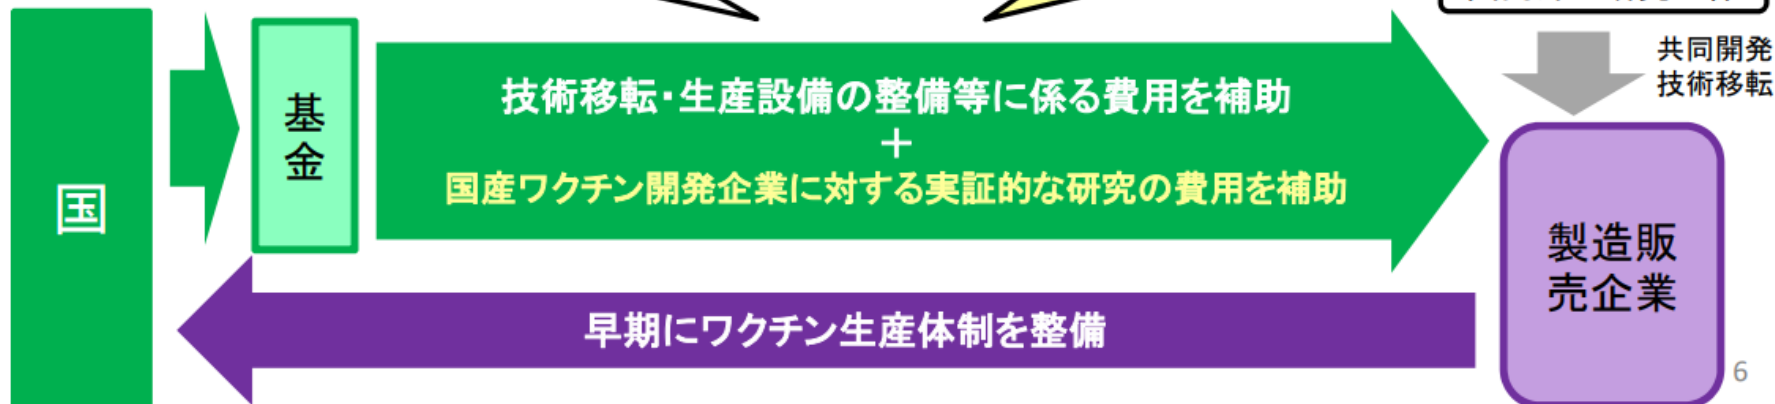 国
基
金
技術移転・生産設備の整備等に係る費用を補助
＋
国産ワクチン開発企業に対する実証的な研究の費用を補助
早期にワクチン生産体制を整備
共同開発
技術移転
製造販
売企業
6